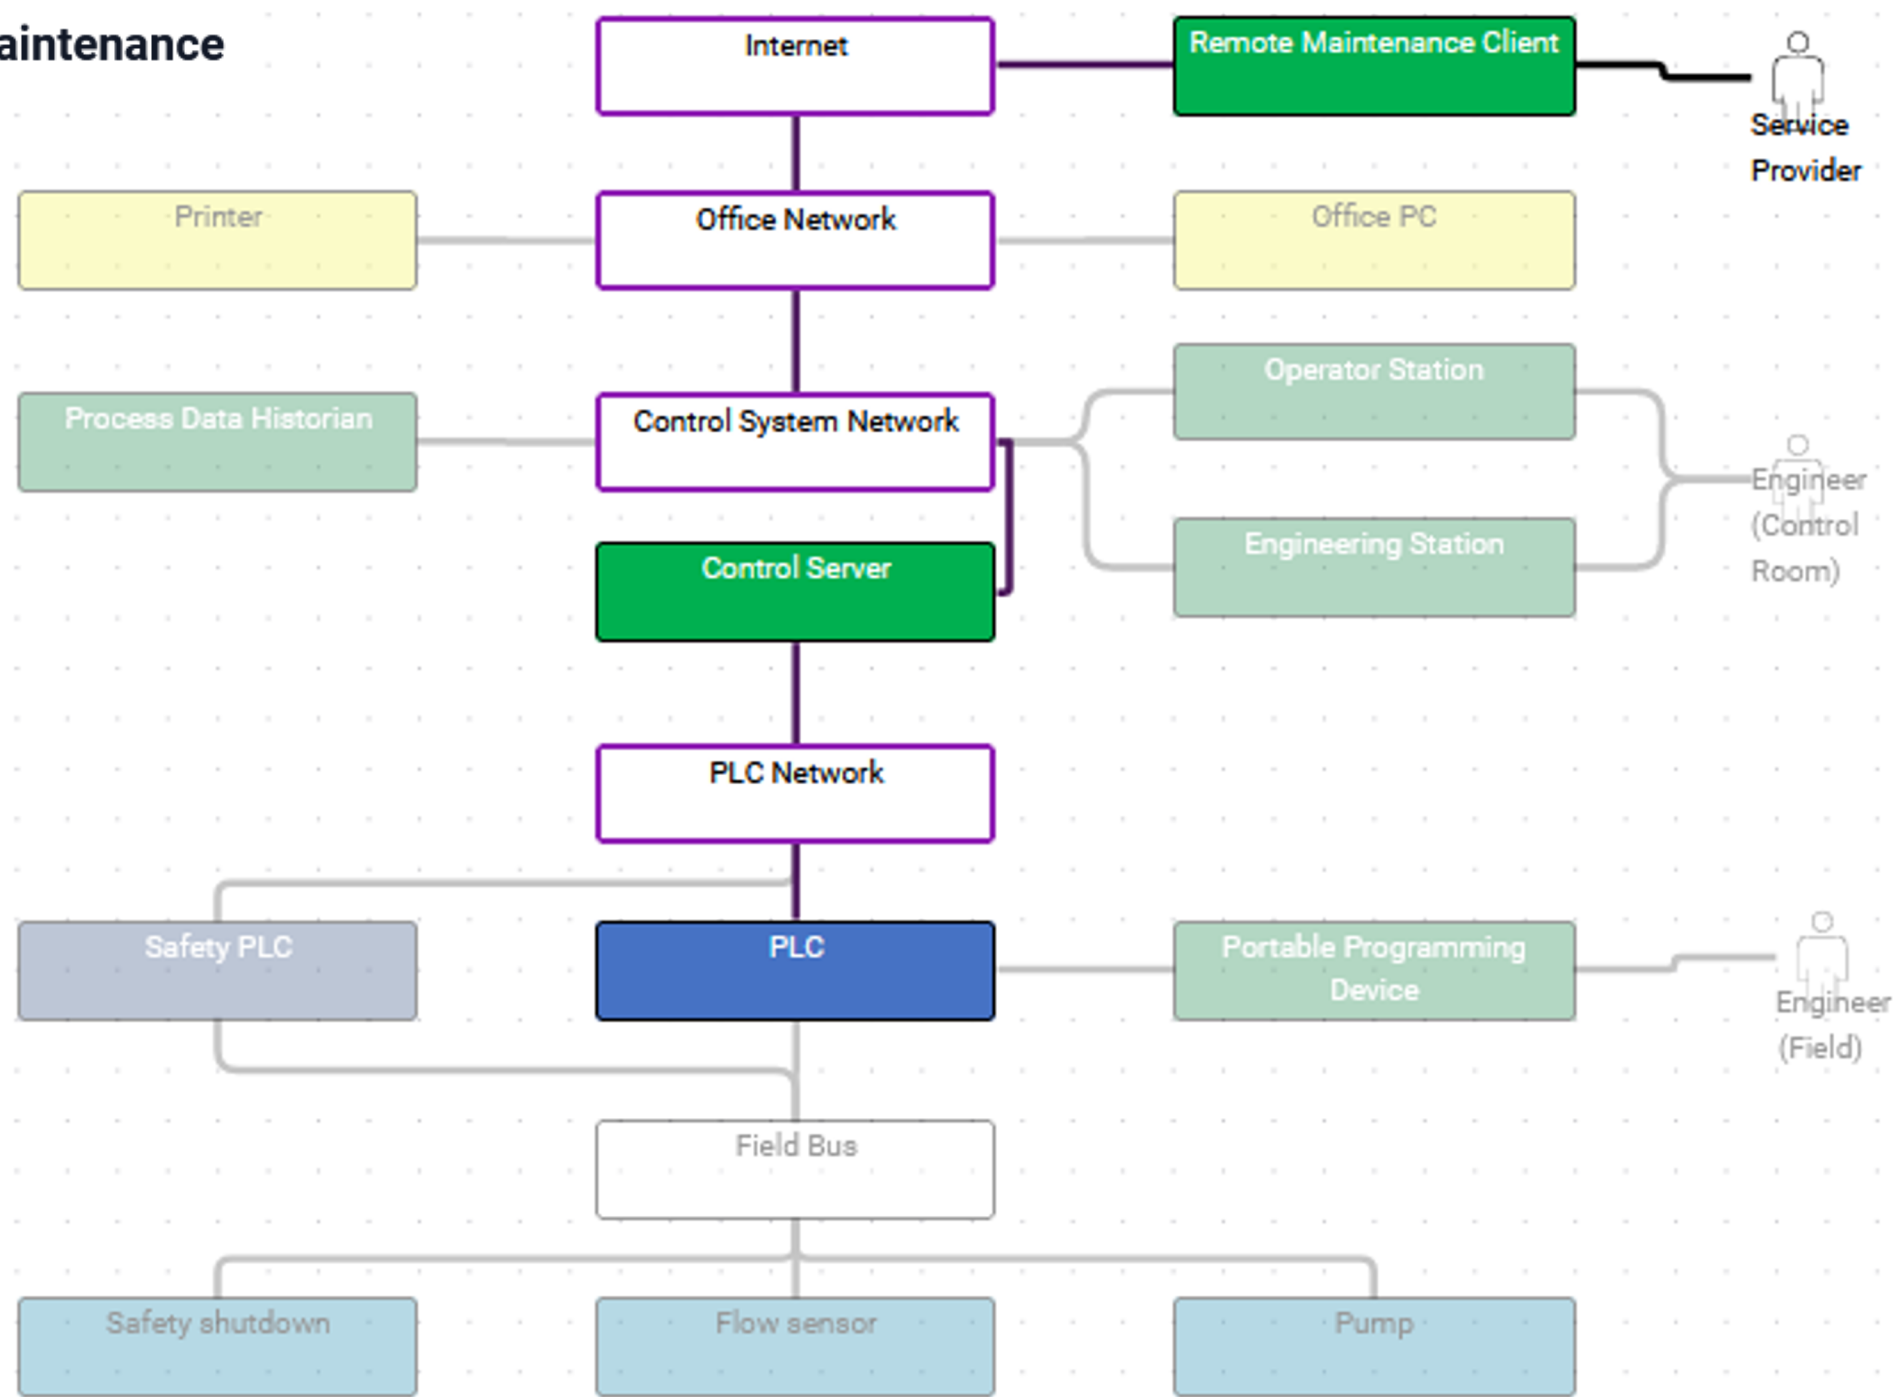 aintenance
Internet
Remote Maintenance Client
Service
Provider
Printer
Office Network
Office PC
Process Data Historian
Control System Network
Operator Station
Engineering Station
Engineer
(Control
Room)
Control Server
PLC Network
Safety PLC
PLC
Portable Programming
Device
Engineer
(Field)
Field Bus
Safety shutdown
Flow sensor
Pump